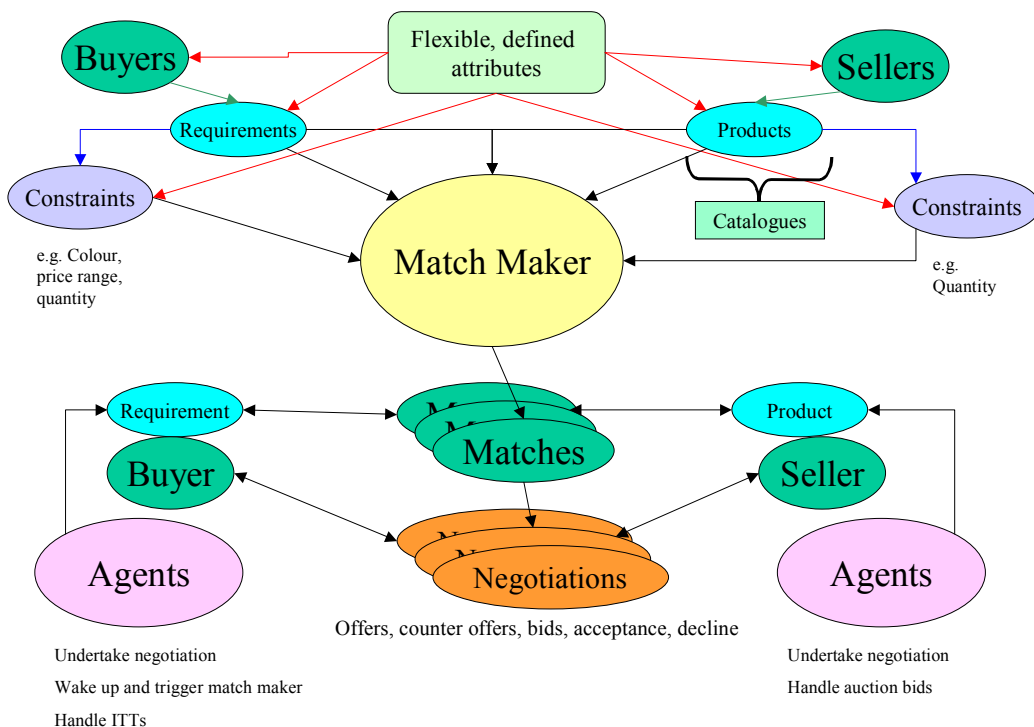 Buyers
Flexible, defined
attributes
Sellers
Requirements
Products
Constraints
Catalogues
Constraints
e.g. Colour,
price range,
quantity
Match Maker
e.g.
Quantity
Requirement
M
M
Matches
Product
Buyer
Seller
N
N
Negotiations
Agents
Agents
Offers, counter offers, bids, acceptance, decline
Undertake negotiation
Wake up and trigger match maker
Handle ITTs
Undertake negotiation
Handle auction bids